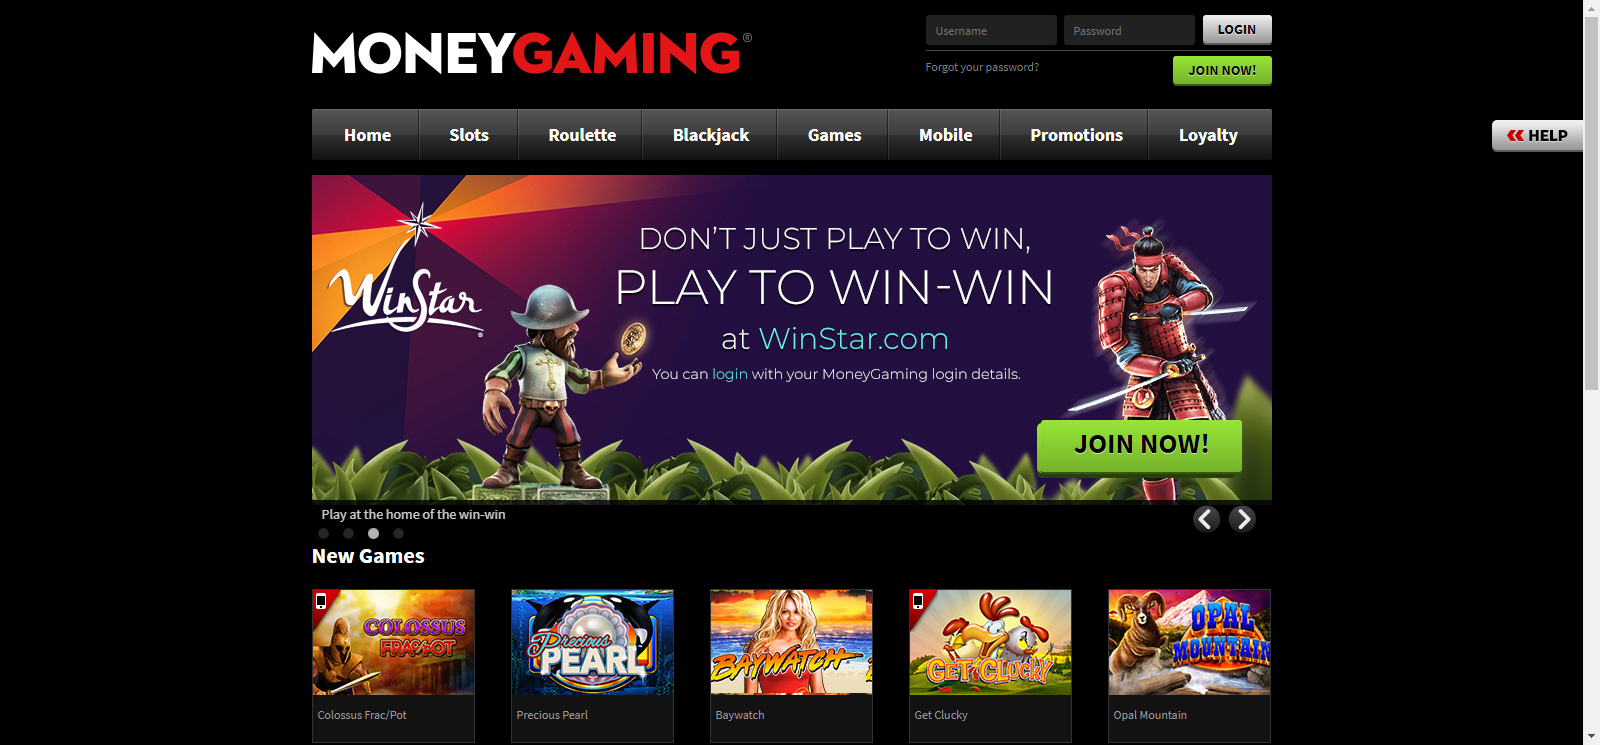 MONEYGAMING®
Username
Password
LOGIN
Forgot your password?
JOIN NOW!
Home
Slots
Roulette
Blackjack
Games
Mobile
Promotions
Loyalty
HELP
WinStar®
DON'T JUST PLAY TO WIN,
PLAY TO WIN-WIN
at WinStar.com
You can login with your MoneyGaming login details.
JOIN NOW!
Play at the home of the win-win
New Games
COLOSSUS
FRAC/POT
Precious
PEARL
BAYWATCH
GET CLUCKY
OPAL
MOUNTAIN
Colossus Frac/Pot
Precious Pearl
Baywatch
Get Clucky
Opal Mountain